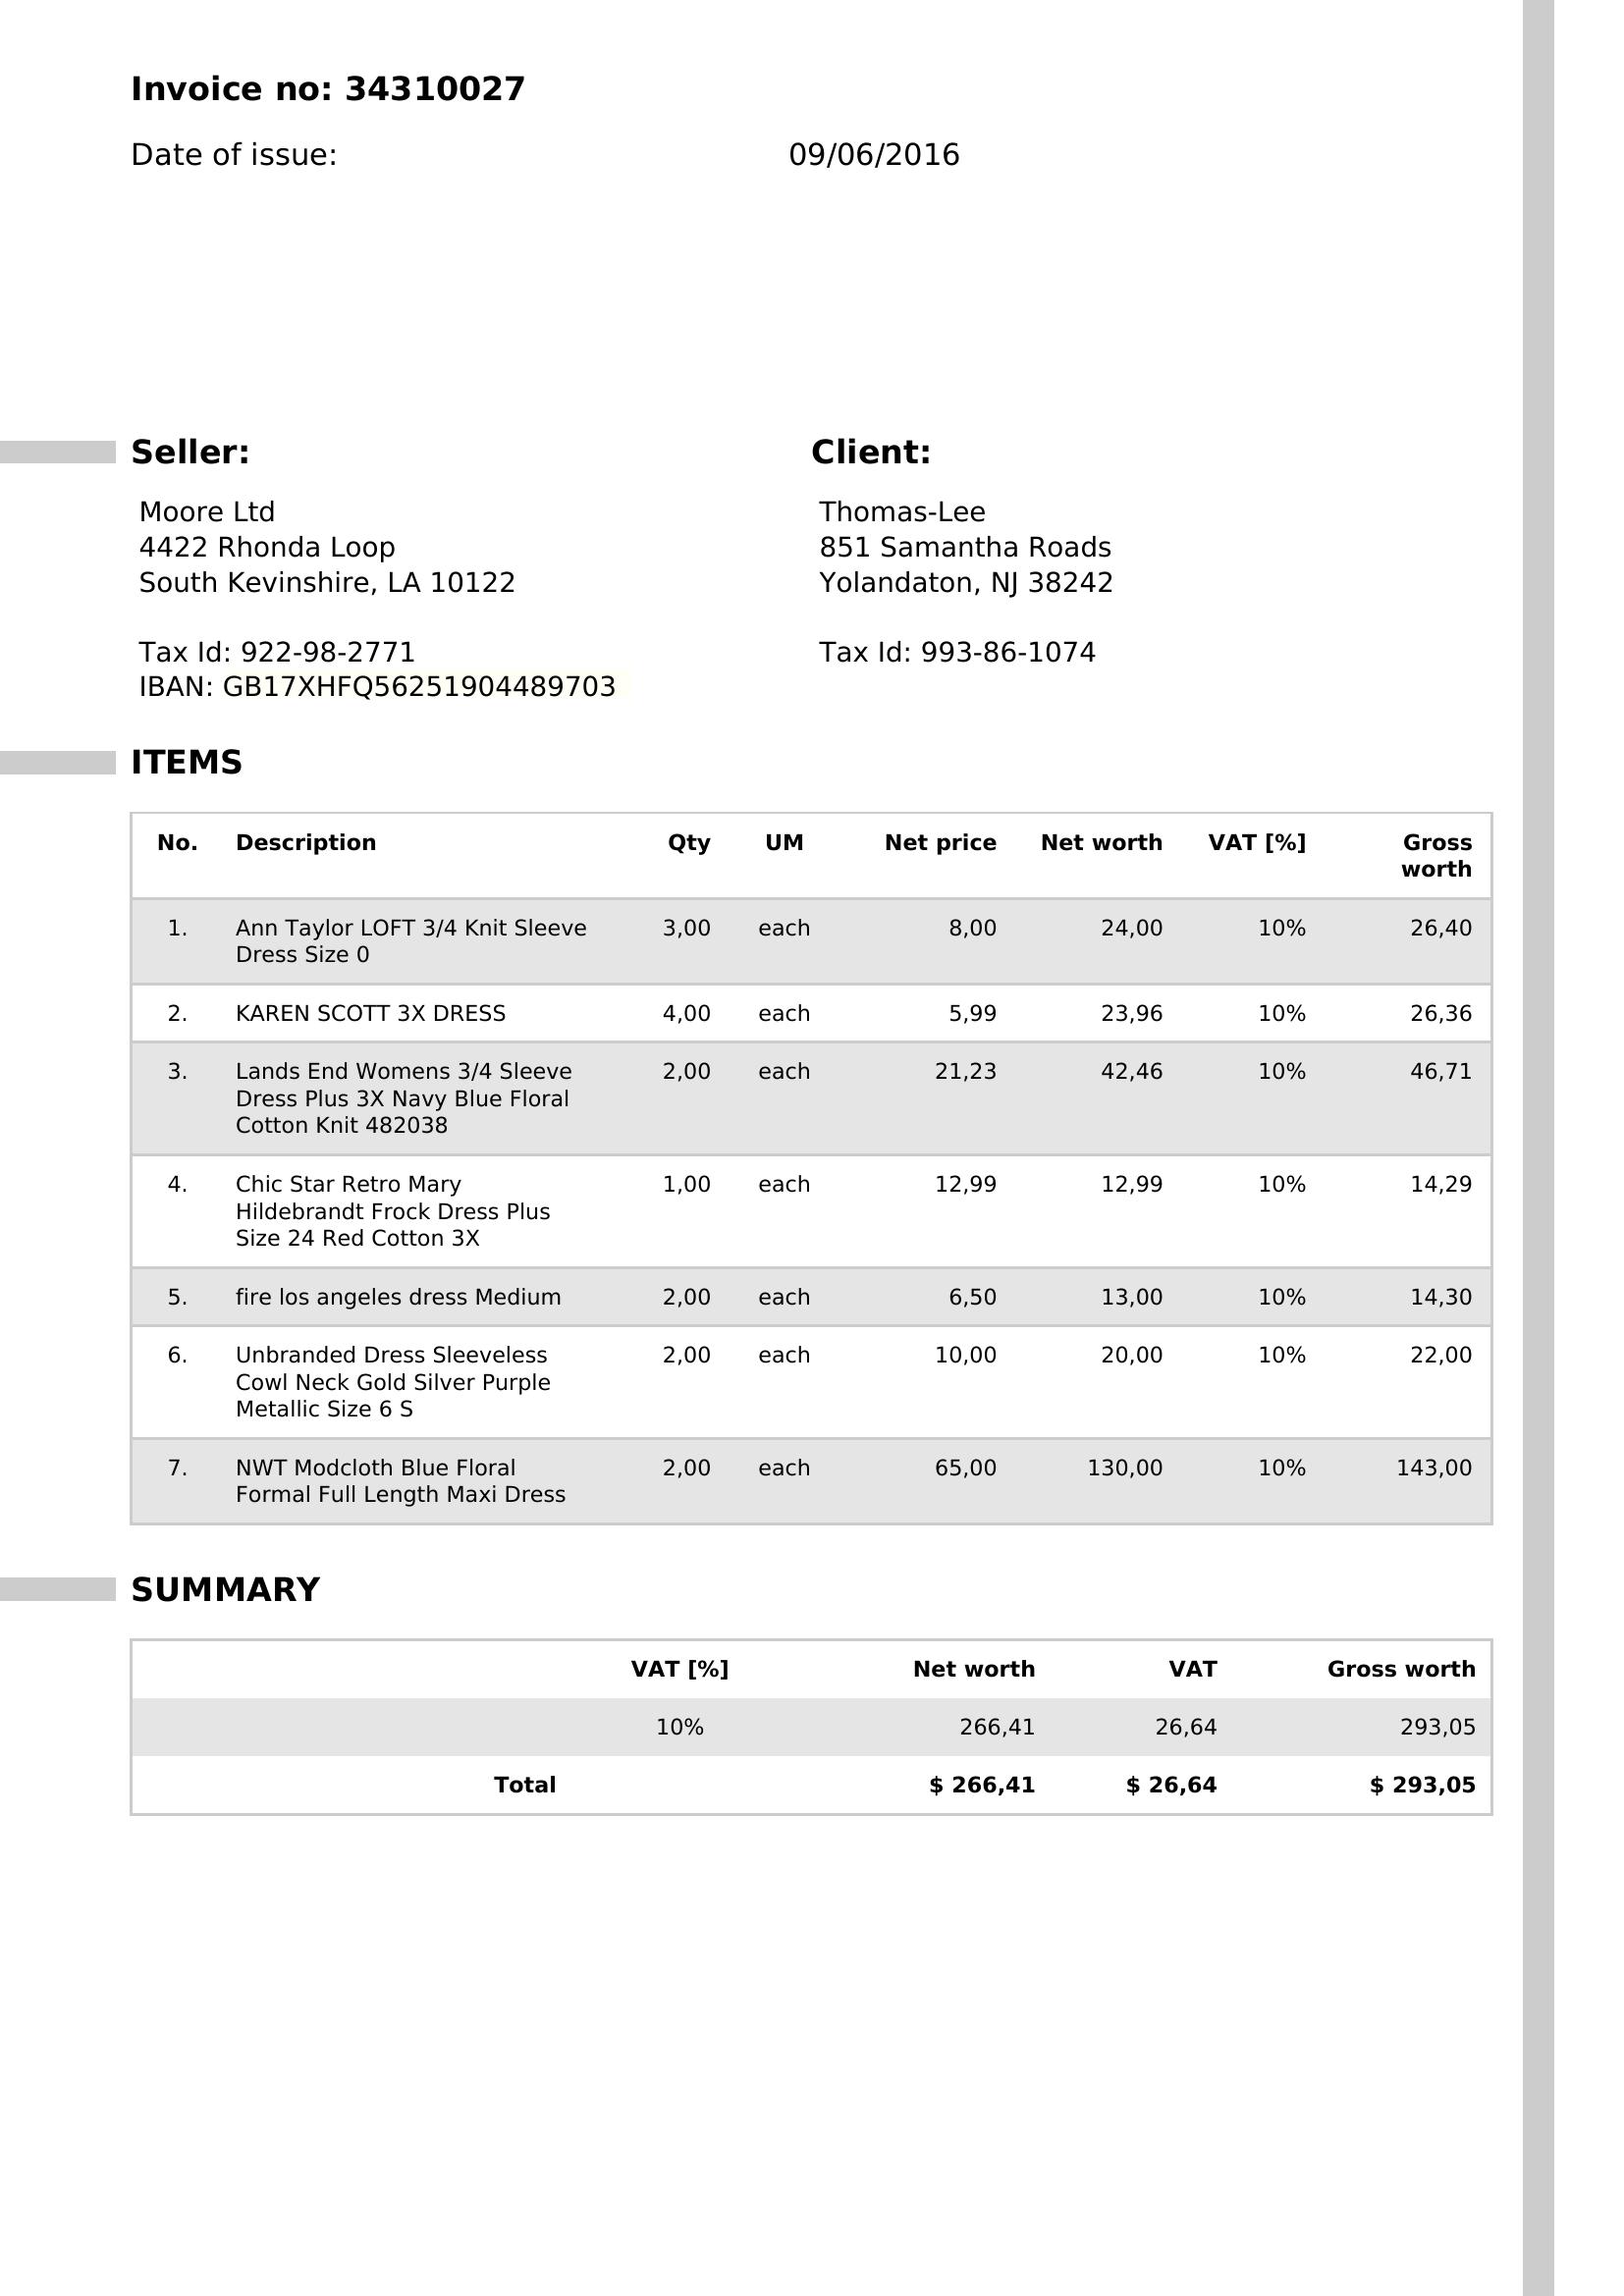 Invoice no: 34310027
Date of issue: 09/06/2016
Seller:
Moore Ltd
4422 Rhonda Loop
South Kevinshire, LA 10122
Tax Id: 922-98-2771
IBAN: GB17XHFQ56251904489703
Client:
Thomas-Lee
851 Samantha Roads
Yolandaton, NJ 38242
Tax Id: 993-86-1074
ITEMS
No. Description Qty UM Net price Net worth VAT [%] Gross
worth
1. Ann Taylor LOFT 3/4 Knit Sleeve 3,00 each 8,00 24,00 10% 26,40
Dress Size 0
2. KAREN SCOTT 3X DRESS 4,00 each 5,99 23,96 10% 26,36
3. Lands End Womens 3/4 Sleeve 2,00 each 21,23 42,46 10% 46,71
Dress Plus 3X Navy Blue Floral
Cotton Knit 482038
4. Chic Star Retro Mary 1,00 each 12,99 12,99 10% 14,29
Hildebrandt Frock Dress Plus
Size 24 Red Cotton 3X
5. fire los angeles dress Medium 2,00 each 6,50 13,00 10% 14,30
6. Unbranded Dress Sleeveless 2,00 each 10,00 20,00 10% 22,00
Cowl Neck Gold Silver Purple
Metallic Size 6 S
7. NWT Modcloth Blue Floral 2,00 each 65,00 130,00 10% 143,00
Formal Full Length Maxi Dress
SUMMARY
VAT [%] Net worth VAT Gross worth
10% 266,41 26,64 293,05
Total $ 266,41 $ 26,64 $ 293,05